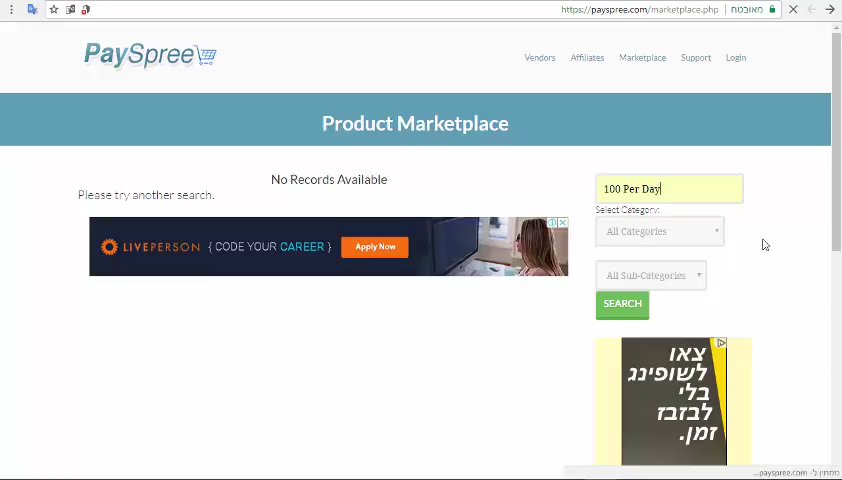 https://payspree.com/marketplace.php
מאובטח
PaySpree
Vendors
Affiliates
Marketplace
Support
Login
Product Marketplace
No Records Available
Please try another search.
LIVEPERSON { CODE YOUR CAREER }
Apply Now
100 Per Day
Select Category:
All Categories
All Sub-Categories
SEARCH
צאו
לשופינג
בלי
לבזבז
זמן.
ממתין ל- payspree.com...